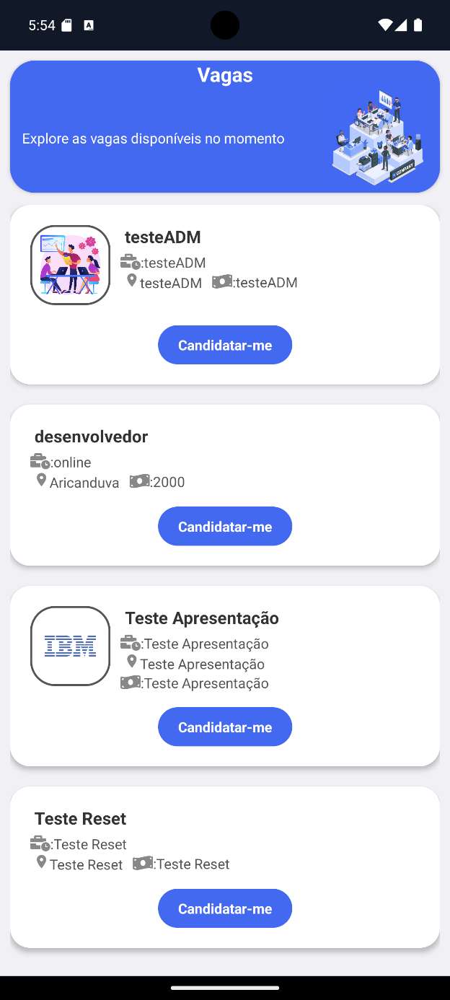 5:54
Vagas
Explore as vagas disponíveis no momento
COMPANY
testeADM
:testeADM
testeADM :testeADM
Candidatar-me
desenvolvedor
:online
Aricanduva :2000
Candidatar-me
IBM
Teste Apresentação
:Teste Apresentação
Teste Apresentação
:Teste Apresentação
Candidatar-me
Teste Reset
:Teste Reset
Teste Reset :Teste Reset
Candidatar-me